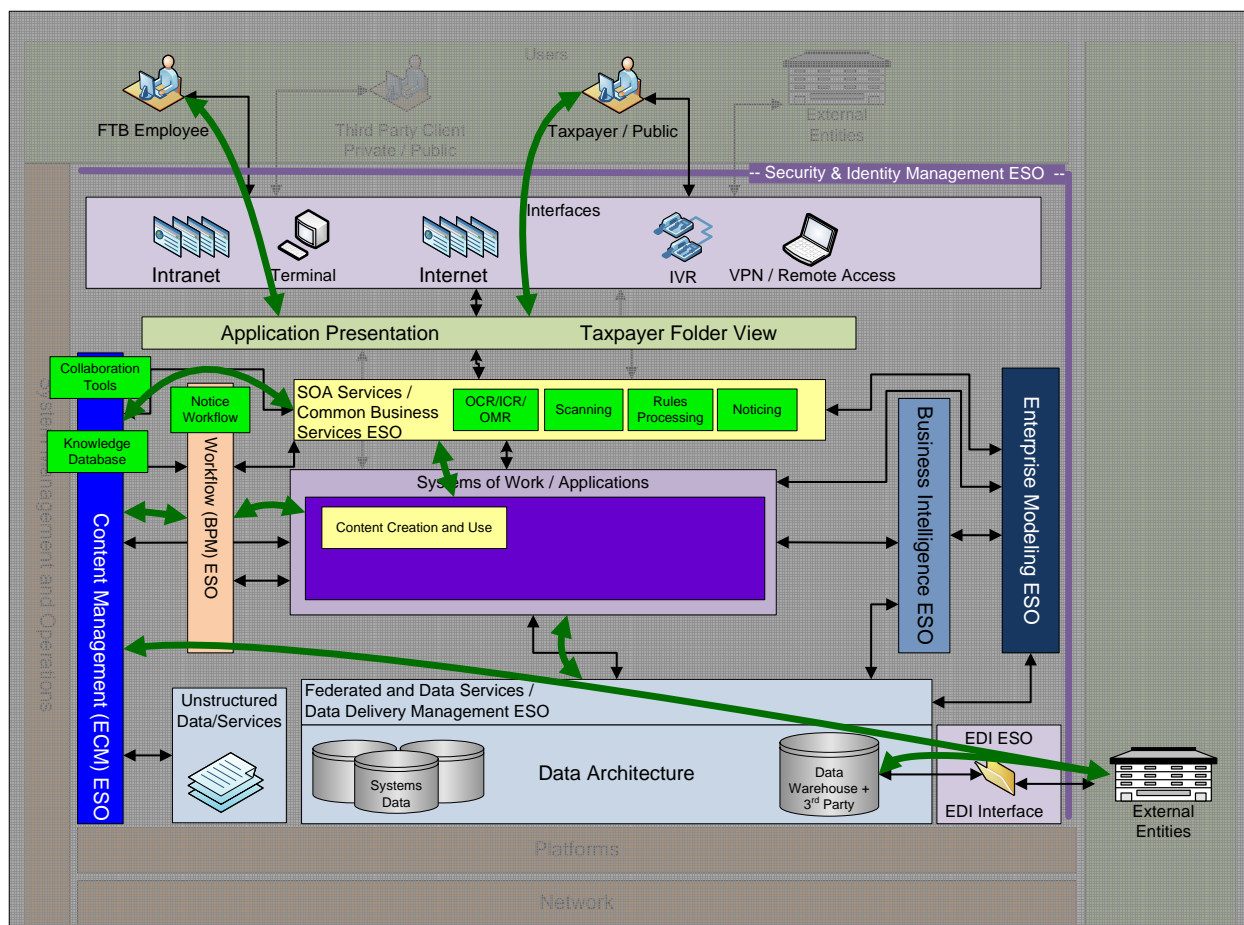 Users
FTB Employee
Third Party Client
Private / Public
Taxpayer / Public
External
Entities
-- Security & Identity Management ESO --
Interfaces
Intranet
Terminal
Internet
IVR
VPN / Remote Access
Application Presentation
Taxpayer Folder View
System Management and Operations
Collaboration
Tools
Notice
Workflow
Knowledge
Database
Content Management (ECM) ESO
Workflow (BPM) ESO
SOA Services /
Common Business
Services ESO
OCR/ICR/
OMR
Scanning
Rules
Processing
Noticing
Systems of Work / Applications
Content Creation and Use
Business Intelligence ESO
Enterprise Modeling ESO
Unstructured
Data/Services
Federated and Data Services /
Data Delivery Management ESO
Systems
Data
Data Architecture
Data
Warehouse +
3rd Party
EDI ESO
EDI Interface
External
Entities
Platforms
Network